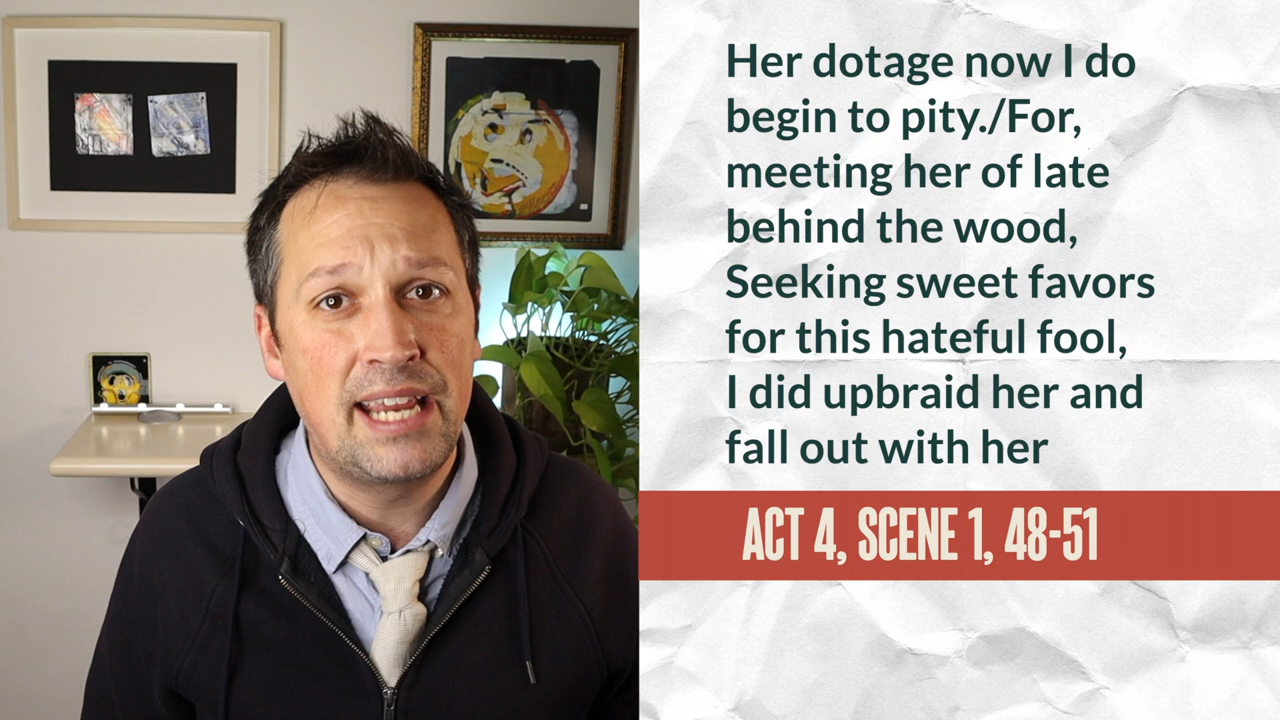 Her dotage now I do
begin to pity./For,
meeting her of late
behind the wood,
Seeking sweet favors
for this hateful fool,
I did upbraid her and
fall out with her
ACT 4, SCENE 1, 48-51